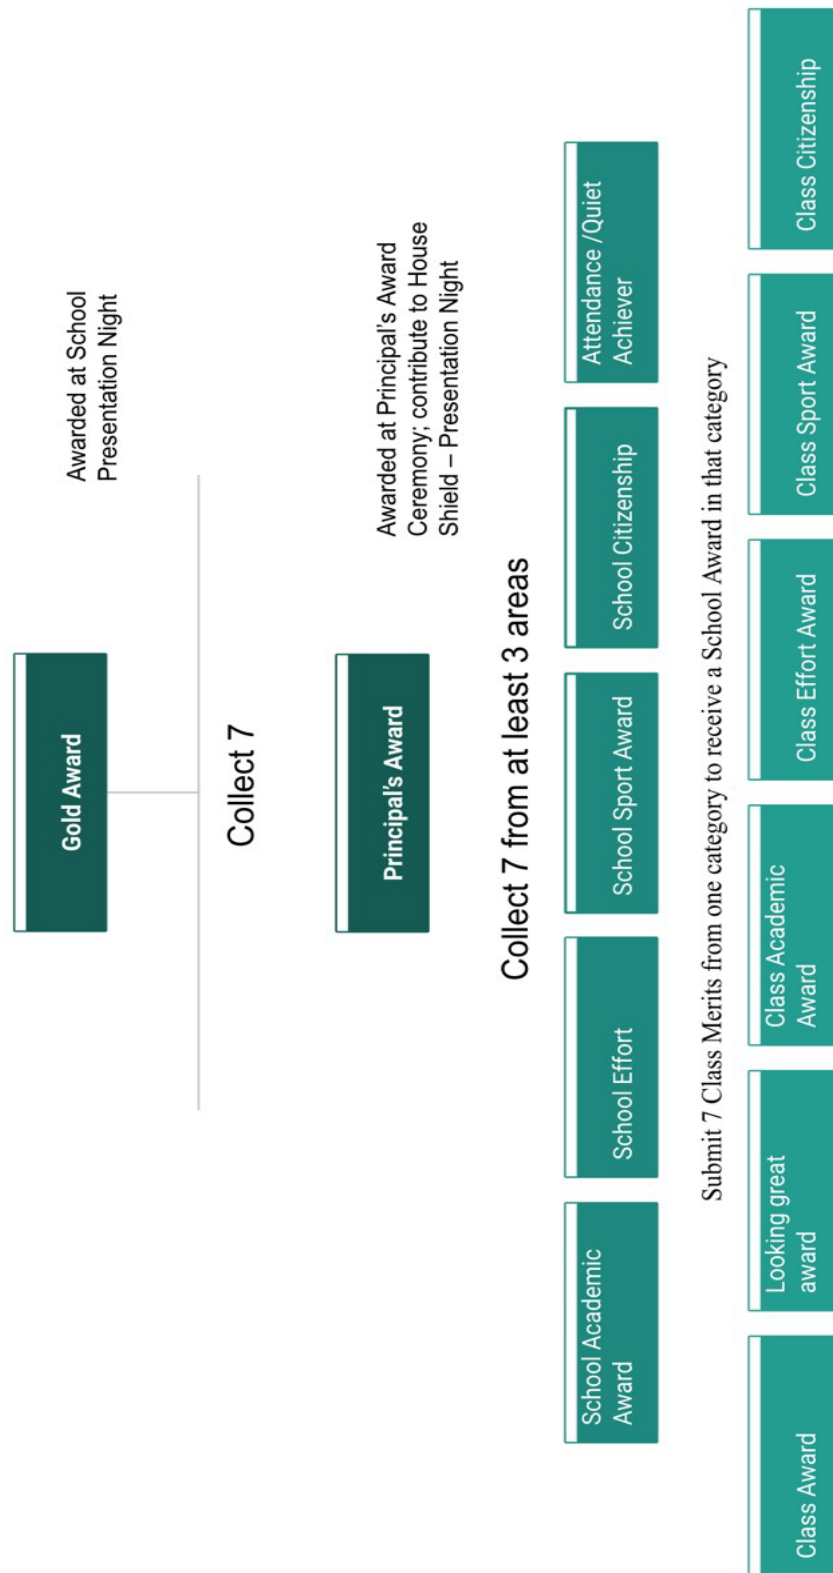 Gold Award
Awarded at School
Presentation Night
Collect 7
Principal's Award
Awarded at Principal's Award
Ceremony; contribute to House
Shield – Presentation Night
Collect 7 from at least 3 areas
School Academic
Award
School Effort
School Sport Award
School Citizenship
Attendance /Quiet
Achiever
Submit 7 Class Merits from one category to receive a School Award in that category
Class Award
Looking great
award
Class Academic
Award
Class Effort Award
Class Sport Award
Class Citizenship